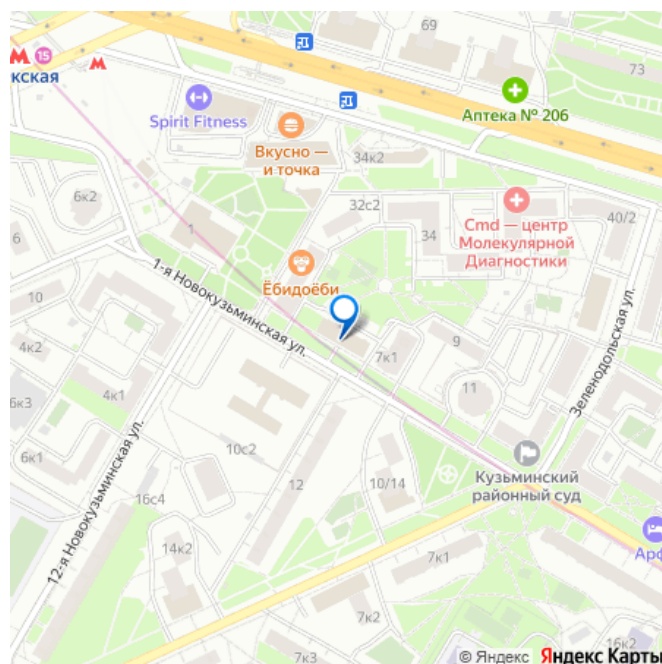 69
73
М
15
М
кская
Spirit Fitness
Аптека № 206
Вкусно —
и точка
34к2
6к2
32с2
Cmd — центр
Молекулярной
Диагностики
40/2
6
1
34
Ёбидоёби
1-я Новокузьминская ул.
10
Зеленодольская ул.
4к2
7к1
9
11
6к3
4к1
6к1
10с2
12
10/14
Кузьминский
районный суд
16с4
12-я Новокузьминская ул.
14к2
7к1
Арф
7к2
7к3
16к2
© Яндекс Яндекс Карты